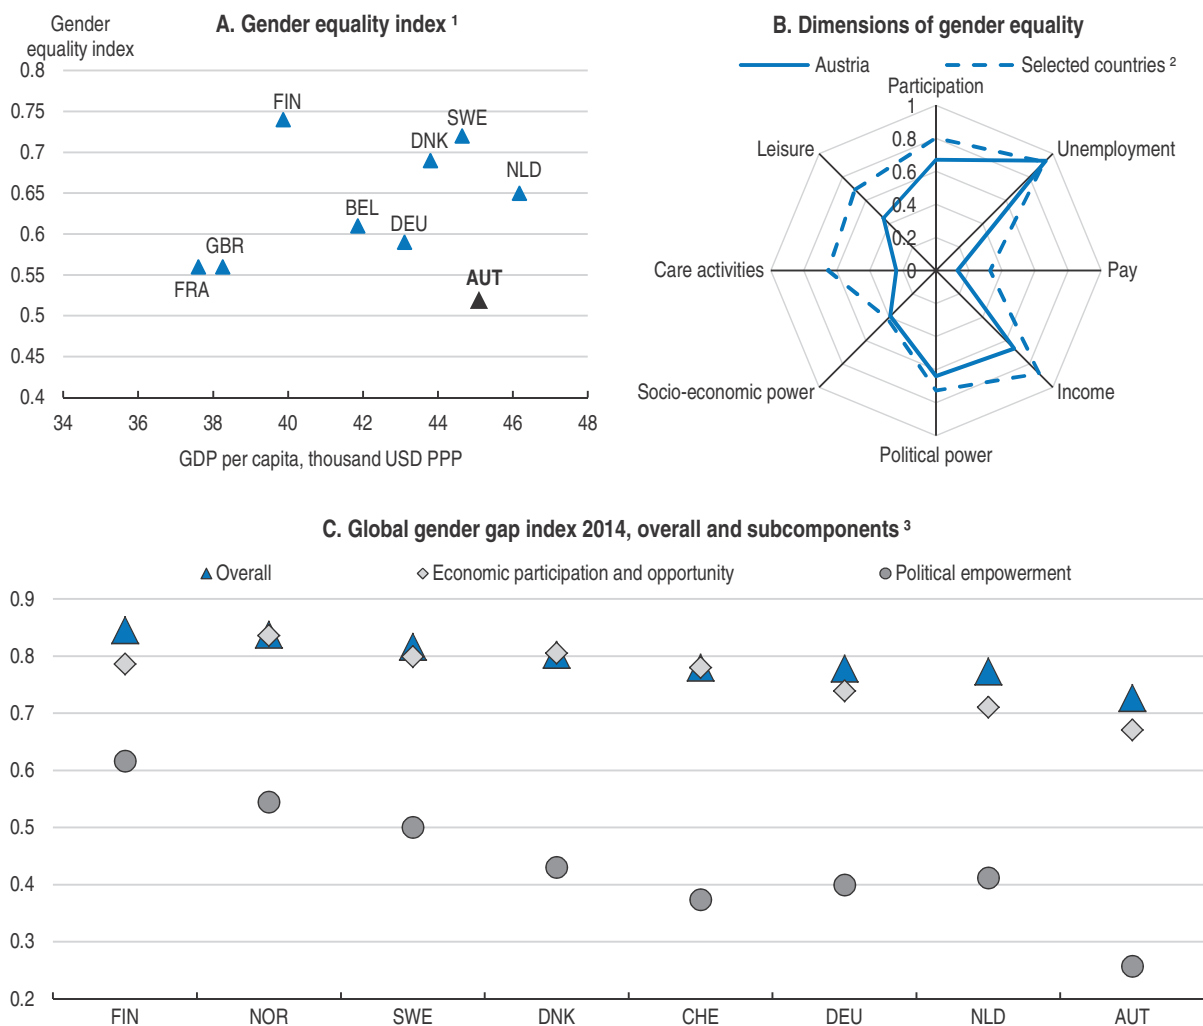 A. Gender equality index ¹
Gender
equality index
0.8
0.75
0.7
0.65
0.6
0.55
0.5
0.45
0.4
FIN
SWE
DNK
NLD
BEL
DEU
GBR
FRA
AUT
34 36 38 40 42 44 46 48
GDP per capita, thousand USD PPP
B. Dimensions of gender equality
Austria
Selected countries ²
Participation
Unemployment
Pay
Income
Political power
Socio-economic power
Care activities
Leisure
1
0.8
0.6
0.4
0.2
0
C. Global gender gap index 2014, overall and subcomponents ³
Overall
Economic participation and opportunity
Political empowerment
0.9
0.8
0.7
0.6
0.5
0.4
0.3
0.2
FIN NOR SWE DNK CHE DEU NLD AUT